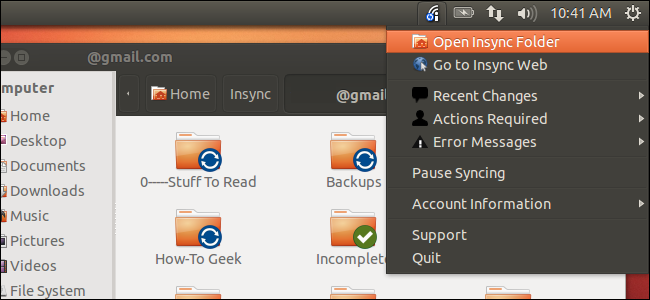 10:41 AM
@gmail.com
Open Insync Folder
Go to Insync Web
Recent Changes
Actions Required
Error Messages
Pause Syncing
Account Information
Support
Quit
Home
Insync
@gmail
omputer
Home
Desktop
Documents
Downloads
Music
Pictures
Videos
File System
0-----Stuff To Read
Backups
How-To Geek
Incomplet